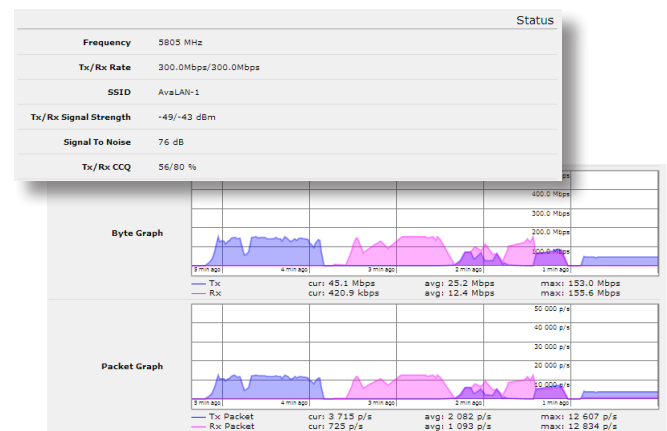 Status
Frequency 5805 MHz
Tx/Rx Rate 300.0Mbps/300.0Mbps
SSID AvaLAN-1
Tx/Rx Signal Strength -49/-43 dBm
Signal To Noise 76 dB
Tx/Rx CCQ 56/80 %
400.0 Mbps
300.0 Mbps
Byte Graph 200.0 Mbps
100.0 Mbps
5 min ago 4 min ago 3 min ago 2 min ago 1 min ago
Tx cur: 45.1 Mbps avg: 25.2 Mbps max: 153.0 Mbps
Rx cur: 420.9 kbps avg: 12.4 Mbps max: 155.6 Mbps
50 000 p/s
40 000 p/s
30 000 p/s
Packet Graph 20 000 p/s
10 000 p/s
5 min ago 4 min ago 3 min ago 2 min ago 1 min ago
Tx Packet cur: 3 715 p/s avg: 2 082 p/s max: 12 607 p/s
Rx Packet cur: 725 p/s avg: 1 093 p/s max: 12 834 p/s